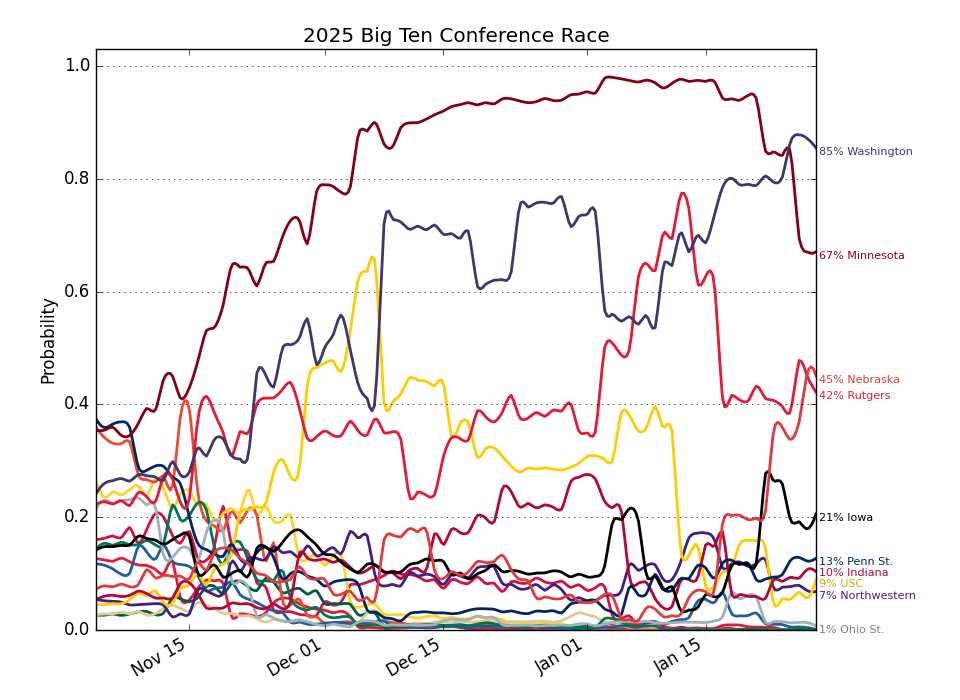 2025 Big Ten Conference Race
Probability
1.0
0.8
0.6
0.4
0.2
0.0
Nov 15
Dec 01
Dec 15
Jan 01
Jan 15
85% Washington
67% Minnesota
45% Nebraska
42% Rutgers
21% Iowa
13% Penn St.
10% Indiana
9% USC
7% Northwestern
1% Ohio St.